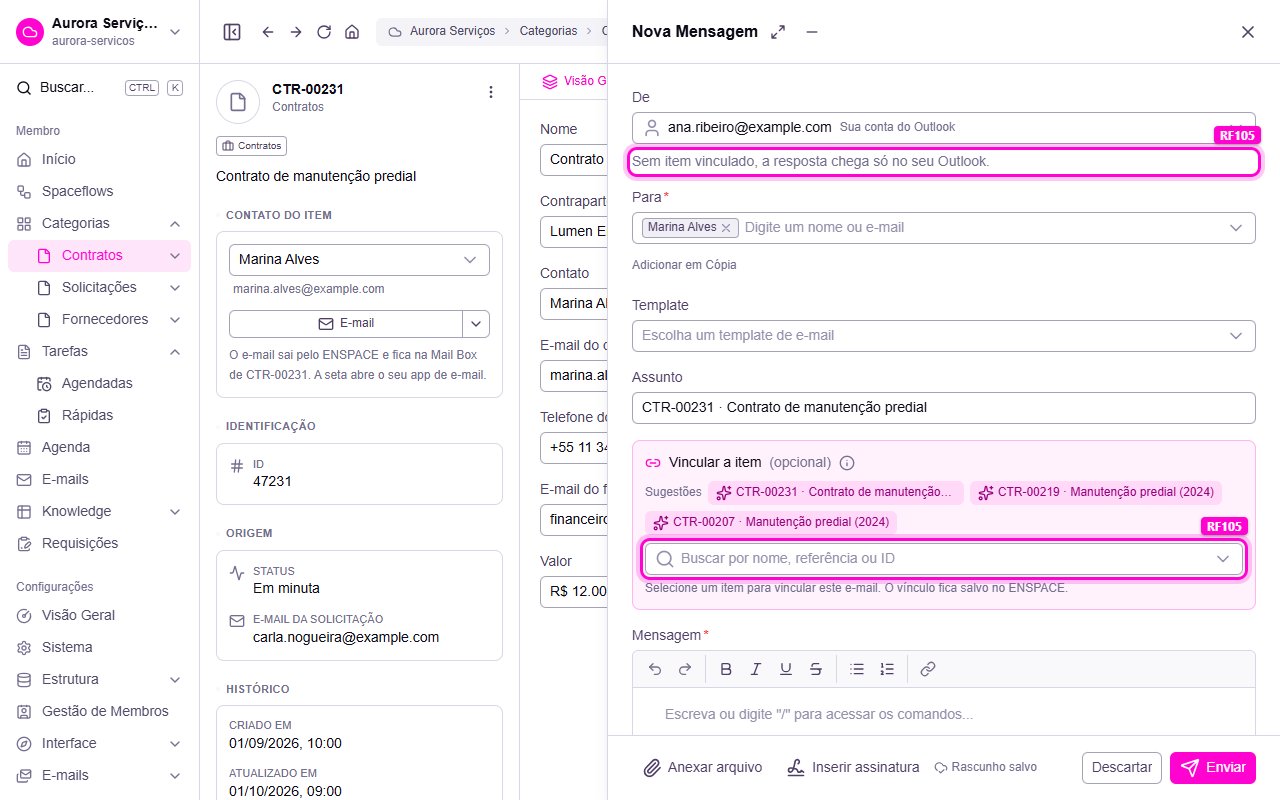 Aurora Serviç...
aurora-servicos
Buscar...
CTRL K
Membro
Início
Spaceflows
Categorias
Contratos
Solicitações
Fornecedores
Tarefas
Agendadas
Rápidas
Agenda
E-mails
Knowledge
Requisições
Configurações
Visão Geral
Sistema
Estrutura
Gestão de Membros
Interface
E-mails
Aurora Serviços > Categorias > C
CTR-00231
Contratos
Contratos
Contrato de manutenção predial
CONTATO DO ITEM
Marina Alves
marina.alves@example.com
E-mail
O e-mail sai pelo ENSPACE e fica na Mail Box
de CTR-00231. A seta abre o seu app de e-mail.
IDENTIFICAÇÃO
ID
47231
ORIGEM
STATUS
Em minuta
E-MAIL DA SOLICITAÇÃO
carla.nogueira@example.com
HISTÓRICO
CRIADO EM
01/09/2026, 10:00
ATUALIZADO EM
01/10/2026, 09:00
Visão G
Nome
Contrato
Contrapart
Lumen E
Contato
Marina Al
E-mail do c
marina.al
Telefone do
+55 11 34
E-mail do f
financeiro
Valor
R$ 12.00
Nova Mensagem
De
ana.ribeiro@example.com Sua conta do Outlook
RF105
Sem item vinculado, a resposta chega só no seu Outlook.
Para*
Marina Alves Digite um nome ou e-mail
Adicionar em Cópia
Template
Escolha um template de e-mail
Assunto
CTR-00231 · Contrato de manutenção predial
Vincular a item (opcional)
Sugestões CTR-00231 · Contrato de manutenção... CTR-00219 · Manutenção predial (2024)
CTR-00207 · Manutenção predial (2024)
RF105
Buscar por nome, referência ou ID
Selecione um item para vincular este e-mail. O vínculo fica salvo no ENSPACE.
Mensagem*
Escreva ou digite "/" para acessar os comandos...
Anexar arquivo Inserir assinatura Rascunho salvo Descartar Enviar